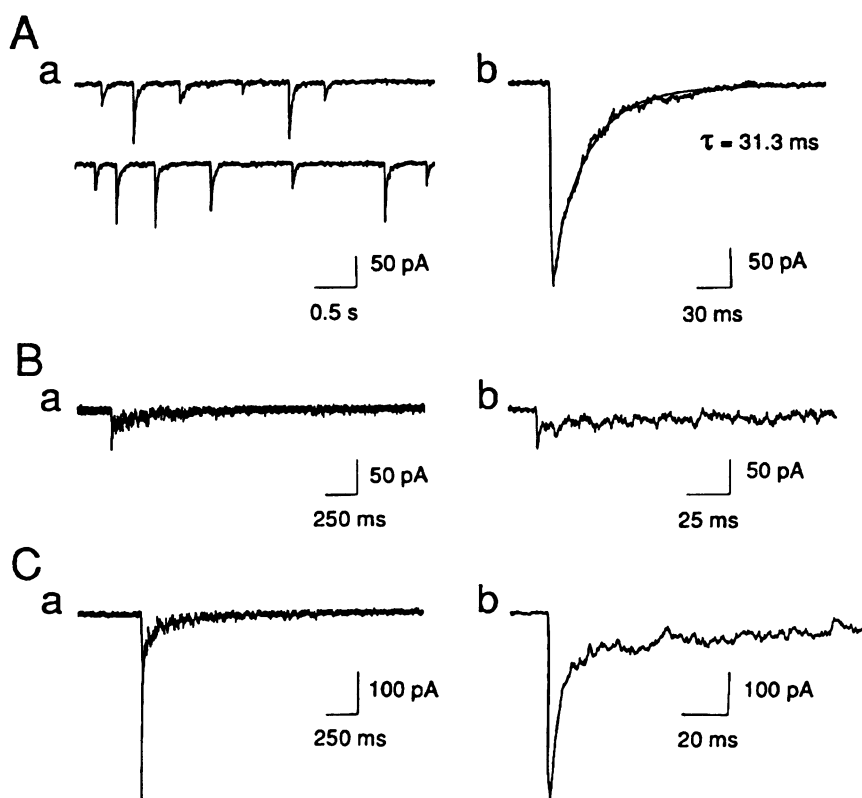 A
a
b
τ = 31.3 ms
50 pA
0.5 s
50 pA
30 ms
B
a
b
50 pA
250 ms
50 pA
25 ms
C
a
b
100 pA
250 ms
100 pA
20 ms